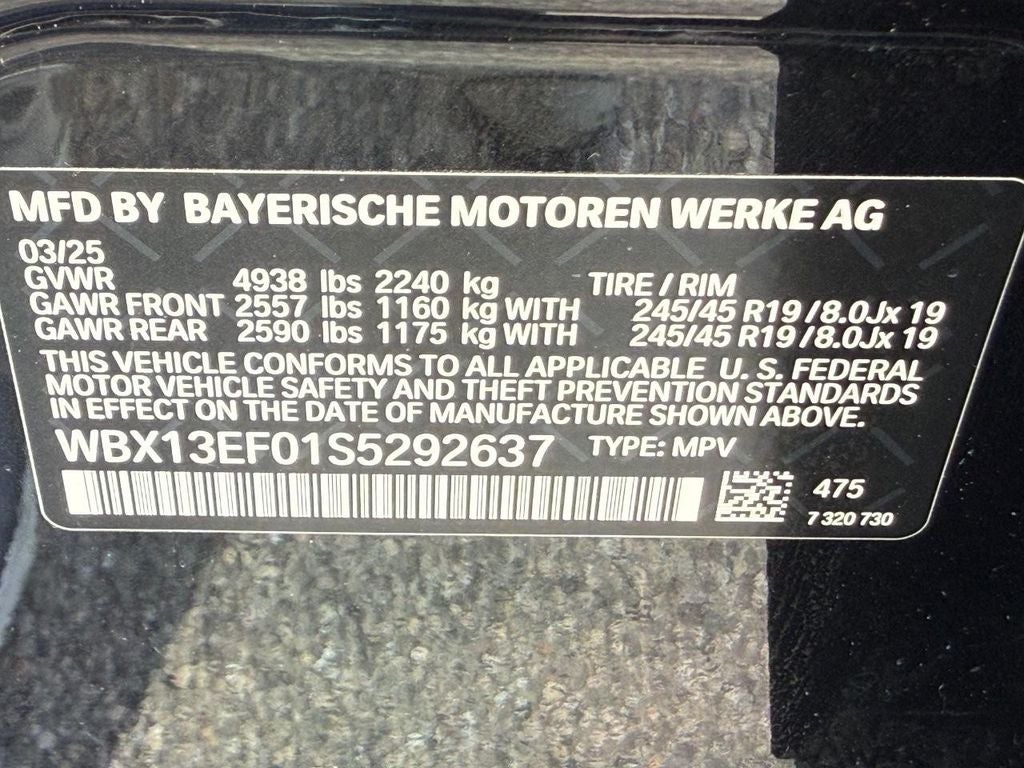 MFD BY BAYERISCHE MOTOREN WERKE AG
03/25
GVWR 4938 lbs 2240 kg TIRE / RIM
GAWR FRONT 2557 lbs 1160 kg WITH 245/45 R19 / 8.0Jx 19
GAWR REAR 2590 lbs 1175 kg WITH 245/45 R19 / 8.0Jx 19
THIS VEHICLE CONFORMS TO ALL APPLICABLE U. S. FEDERAL
MOTOR VEHICLE SAFETY AND THEFT PREVENTION STANDARDS
IN EFFECT ON THE DATE OF MANUFACTURE SHOWN ABOVE.
WBX13EF01S5292637 TYPE: MPV
475
7 320 730